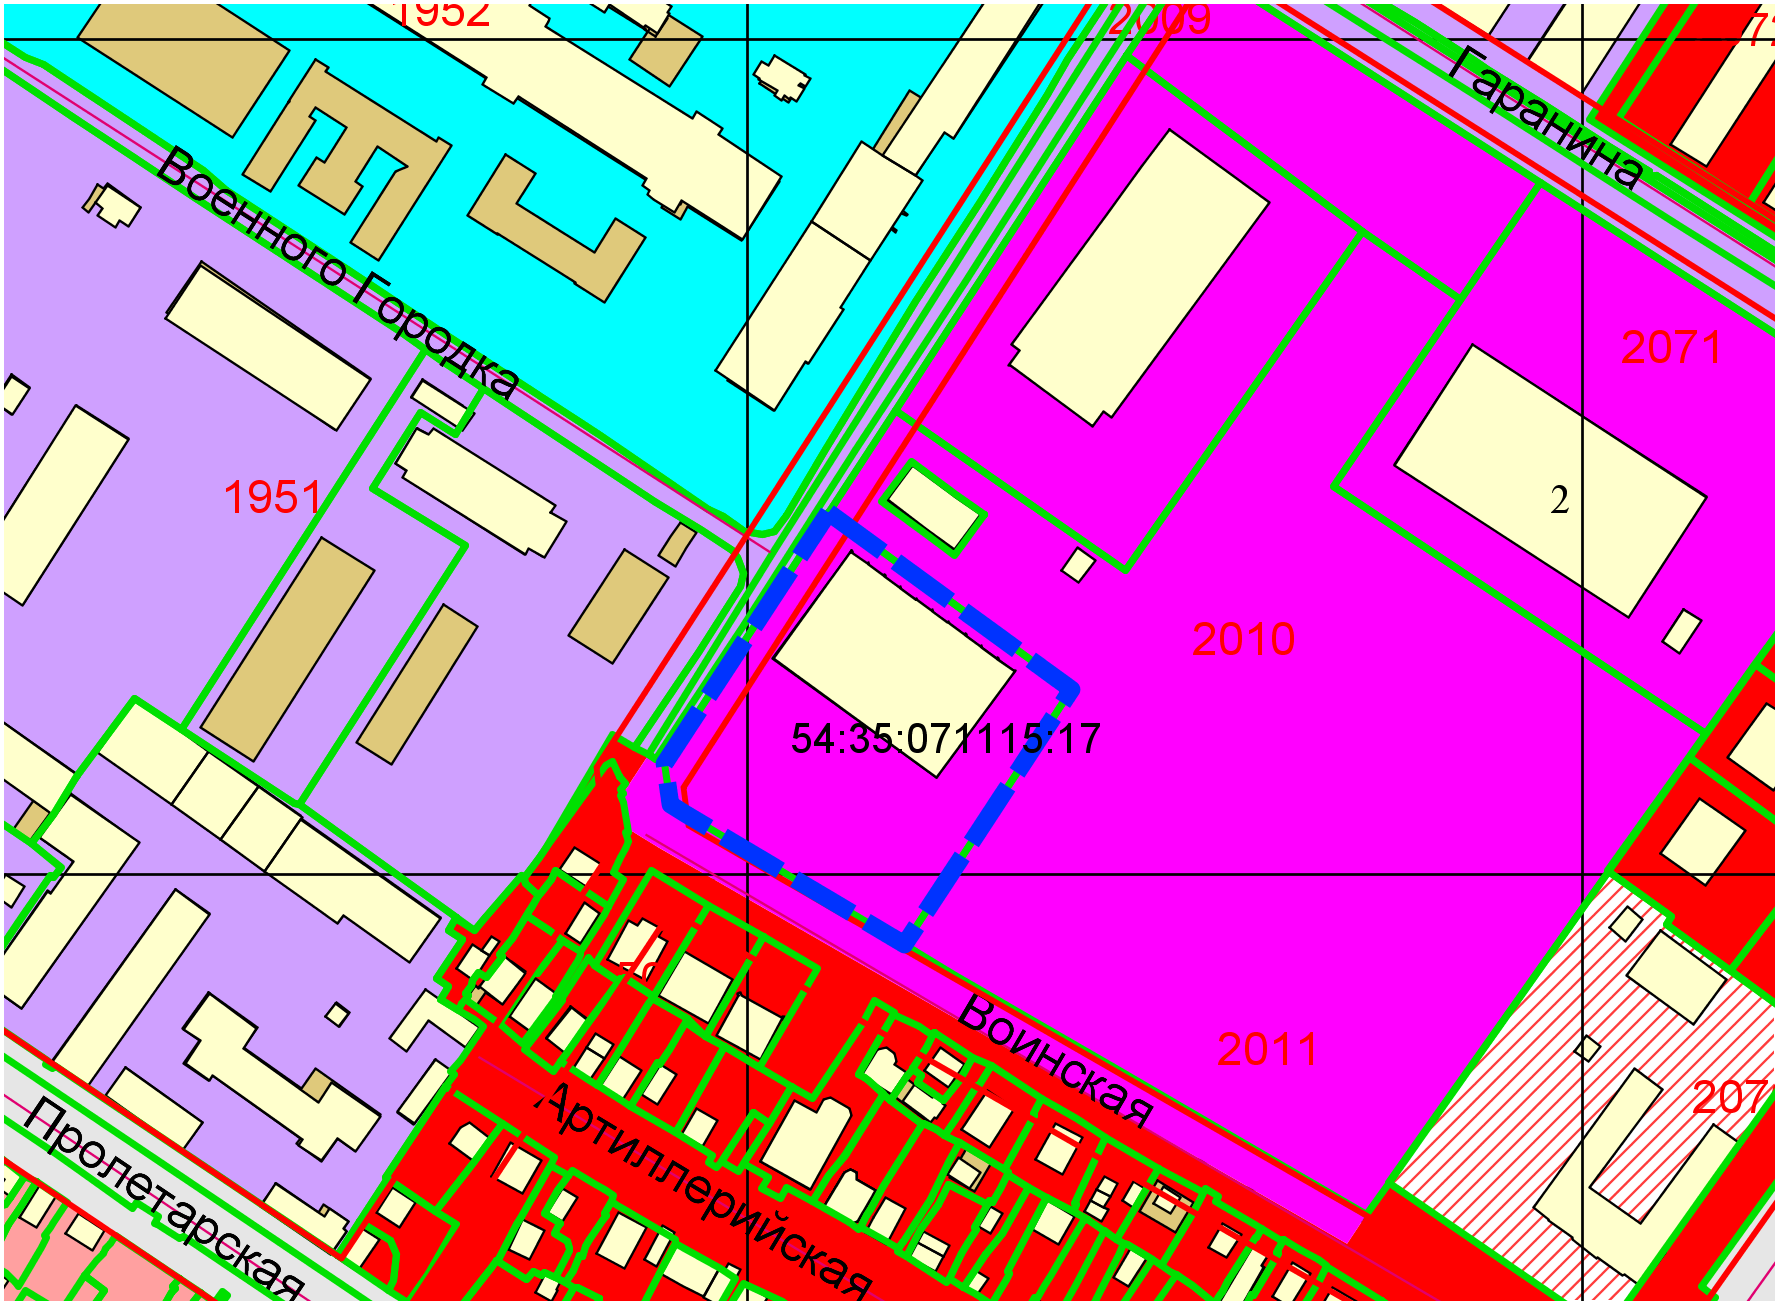 1952
2009
Гаранина
Военного Городка
2071
1951
2
2010
54:35:071115:17
Воинская
2011
207
Пролетарская
Артиллерийская